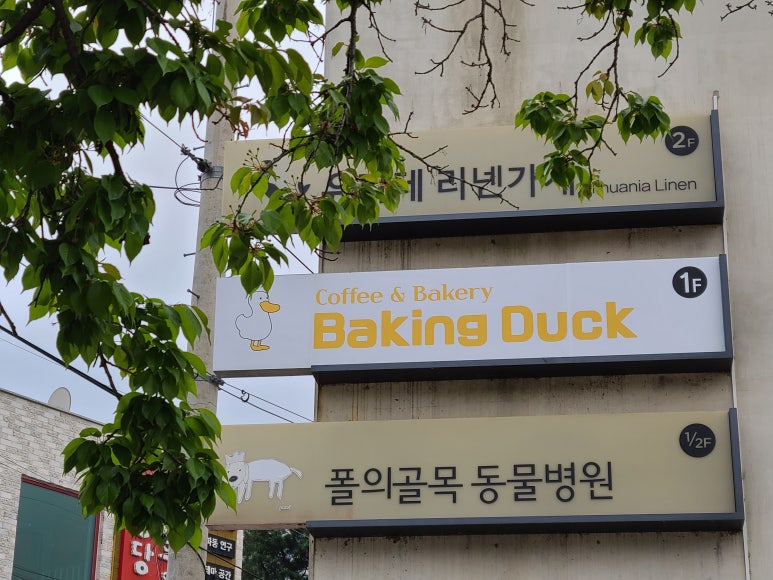 리넨가게
Linen
2F
Coffee & Bakery
Baking Duck
1F
폴의골목 동물병원
1/2F